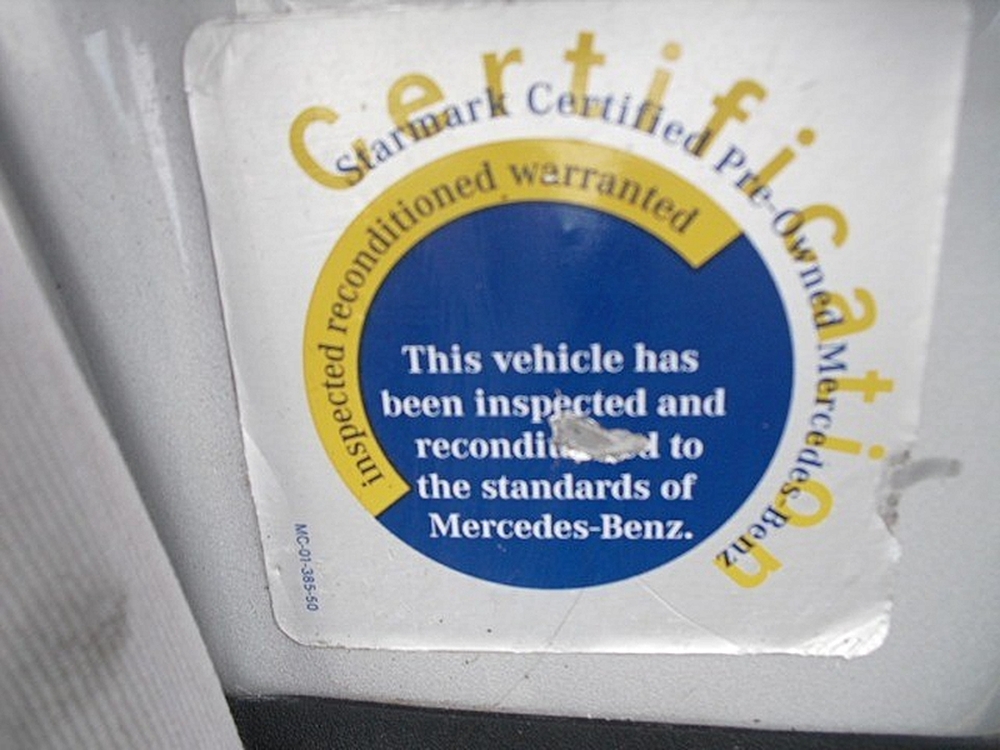 Certification
Starmark Certified Pre-Owned Mercedes-Benz
inspected reconditioned warranted
This vehicle has
been inspected and
to
the standards of
Mercedes-Benz.
MC-01-385-50